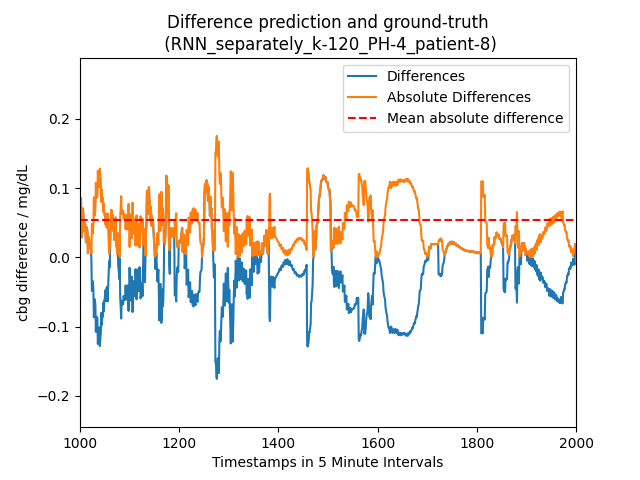 Difference prediction and ground-truth
(RNN_separately_k-120_PH-4_patient-8)
Differences
Absolute Differences
Mean absolute difference
cbg difference / mg/dL
0.2
0.1
0.0
−0.1
−0.2
1000 1200 1400 1600 1800 2000
Timestamps in 5 Minute Intervals